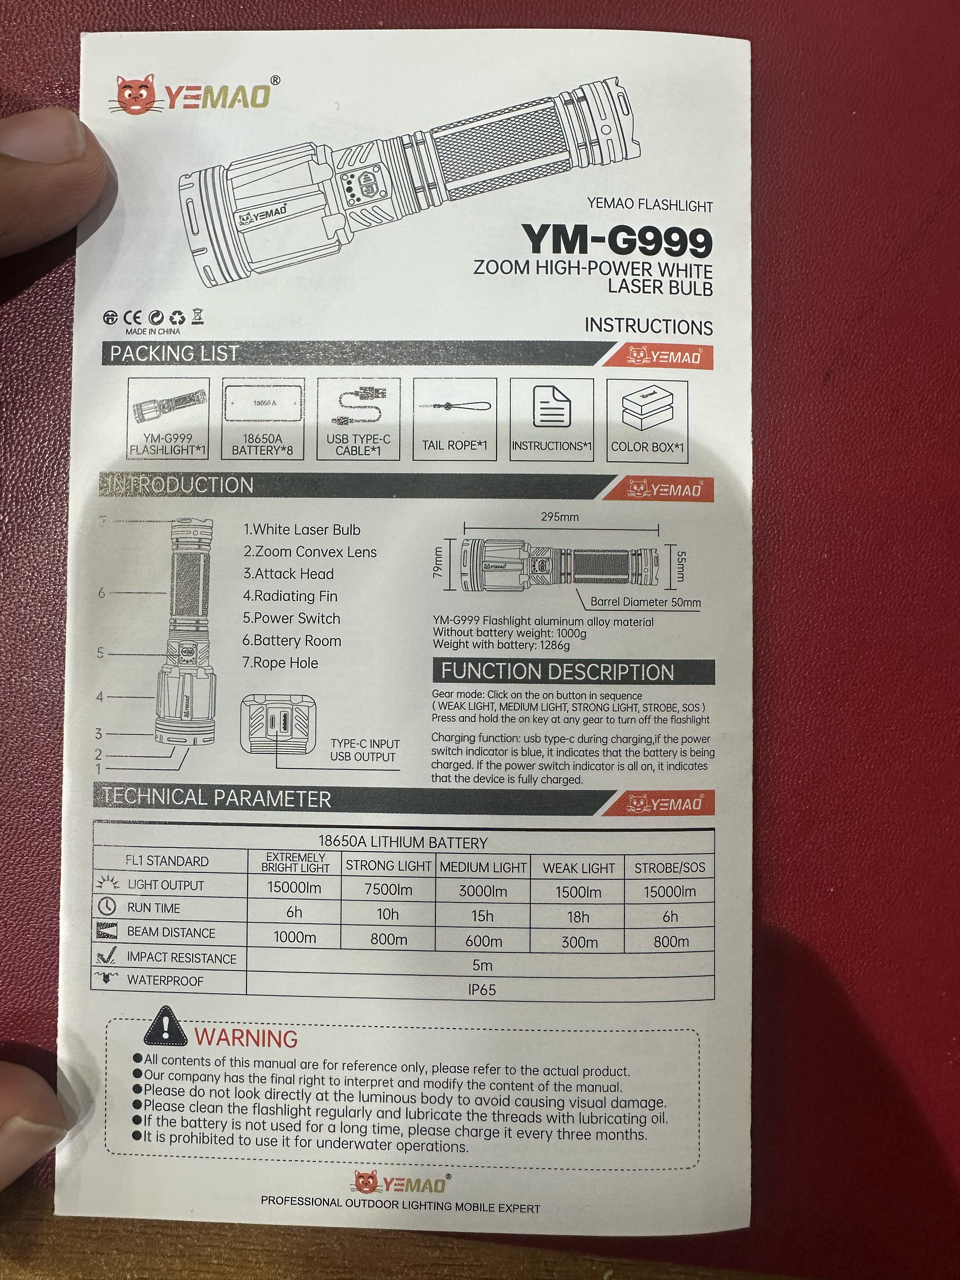 YEMAO®
YEMAO
YEMAO FLASHLIGHT
YM-G999
ZOOM HIGH-POWER WHITE
LASER BULB
CE
MADE IN CHINA
INSTRUCTIONS
PACKING LIST
YEMAO
18650A
YM-G999
FLASHLIGHT*1
18650A
BATTERY*8
USB TYPE-C
CABLE*1
TAIL ROPE*1
INSTRUCTIONS*1
COLOR BOX*1
INTRODUCTION
YEMAO
7
6
5
4
3
2
1
1.White Laser Bulb
2.Zoom Convex Lens
3.Attack Head
4.Radiating Fin
5.Power Switch
6.Battery Room
7.Rope Hole
TYPE-C INPUT
USB OUTPUT
295mm
79mm
55mm
Barrel Diameter 50mm
YM-G999 Flashlight aluminum alloy material
Without battery weight: 1000g
Weight with battery: 1286g
FUNCTION DESCRIPTION
Gear mode: Click on the on button in sequence
( WEAK LIGHT, MEDIUM LIGHT, STRONG LIGHT, STROBE, SOS )
Press and hold the on key at any gear to turn off the flashlight
Charging function: usb type-c during charging,if the power
switch indicator is blue, it indicates that the battery is being
charged. If the power switch indicator is all on, it indicates
that the device is fully charged.
TECHNICAL PARAMETER
YEMAO
18650A LITHIUM BATTERY
FL1 STANDARD EXTREMELY BRIGHT LIGHT STRONG LIGHT MEDIUM LIGHT WEAK LIGHT STROBE/SOS
LIGHT OUTPUT 15000lm 7500lm 3000lm 1500lm 15000lm
RUN TIME 6h 10h 15h 18h 6h
BEAM DISTANCE 1000m 800m 600m 300m 800m
IMPACT RESISTANCE 5m
WATERPROOF IP65
WARNING
●All contents of this manual are for reference only, please refer to the actual product.
●Our company has the final right to interpret and modify the content of the manual.
●Please do not look directly at the luminous body to avoid causing visual damage.
●Please clean the flashlight regularly and lubricate the threads with lubricating oil.
●If the battery is not used for a long time, please charge it every three months.
●It is prohibited to use it for underwater operations.
YEMAO®
PROFESSIONAL OUTDOOR LIGHTING MOBILE EXPERT